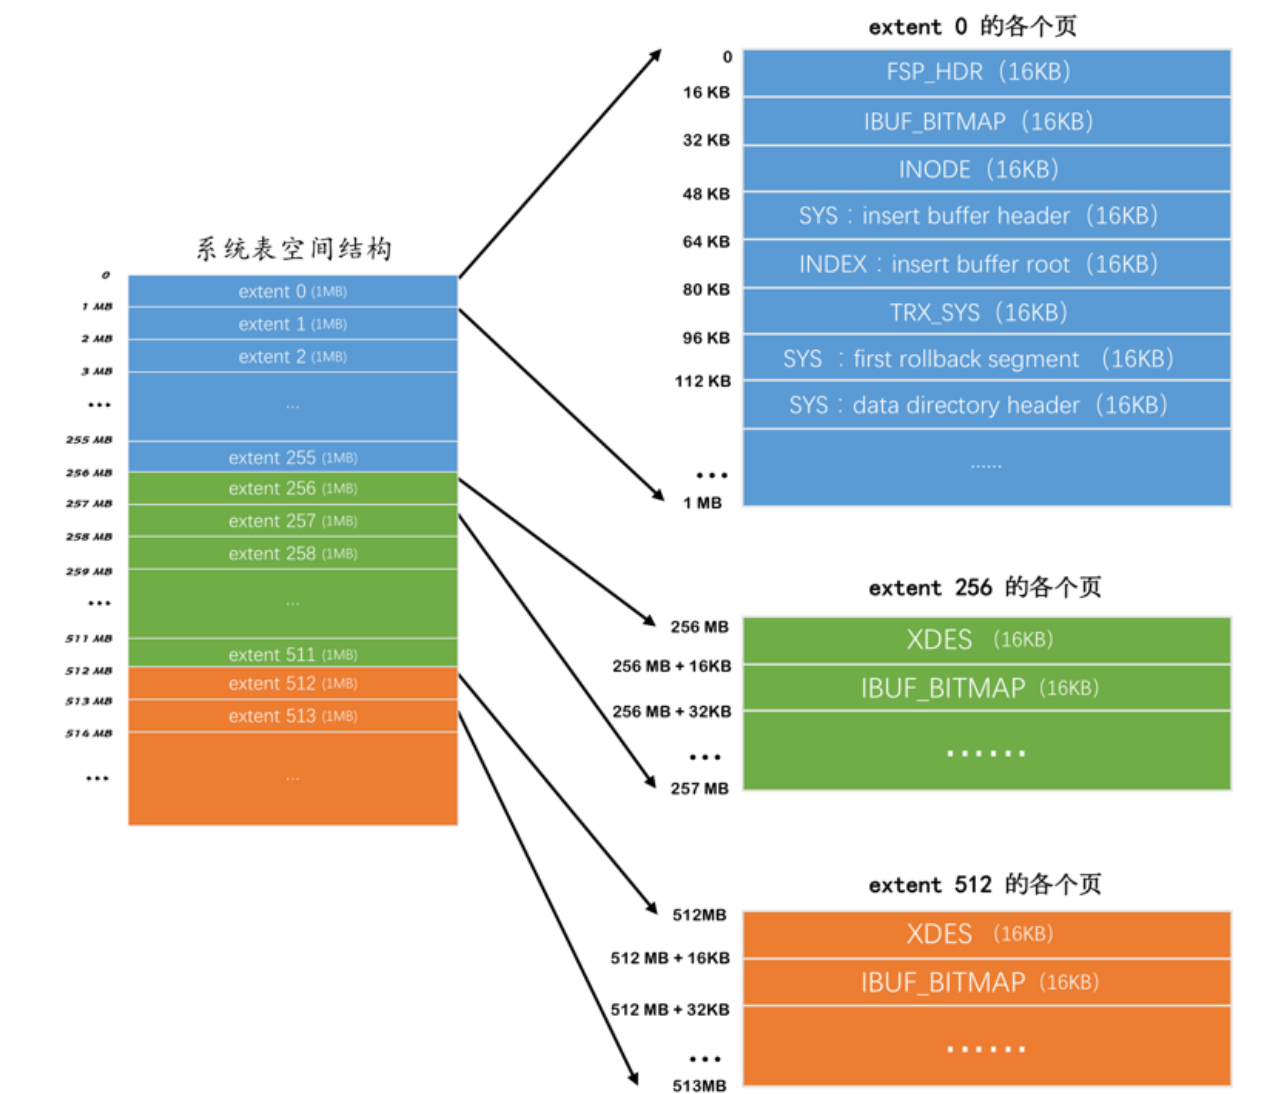 系统表空间结构
0
extent 0 (1MB)
1 MB
extent 1 (1MB)
2 MB
extent 2 (1MB)
3 MB
...
...
255 MB
extent 255 (1MB)
256 MB
extent 256 (1MB)
257 MB
extent 257 (1MB)
258 MB
extent 258 (1MB)
259 MB
...
...
511 MB
extent 511 (1MB)
512 MB
extent 512 (1MB)
513 MB
extent 513 (1MB)
514 MB
...
...
extent 0 的各个页
0
FSP_HDR（16KB）
16 KB
IBUF_BITMAP（16KB）
32 KB
INODE（16KB）
48 KB
SYS：insert buffer header（16KB）
64 KB
INDEX：insert buffer root（16KB）
80 KB
TRX_SYS（16KB）
96 KB
SYS ：first rollback segment （16KB）
112 KB
SYS：data directory header（16KB）
...
......
1 MB
extent 256 的各个页
256 MB
XDES （16KB）
256 MB + 16KB
IBUF_BITMAP（16KB）
256 MB + 32KB
...
......
257 MB
extent 512 的各个页
512MB
XDES （16KB）
512 MB + 16KB
IBUF_BITMAP（16KB）
512 MB + 32KB
...
......
513MB